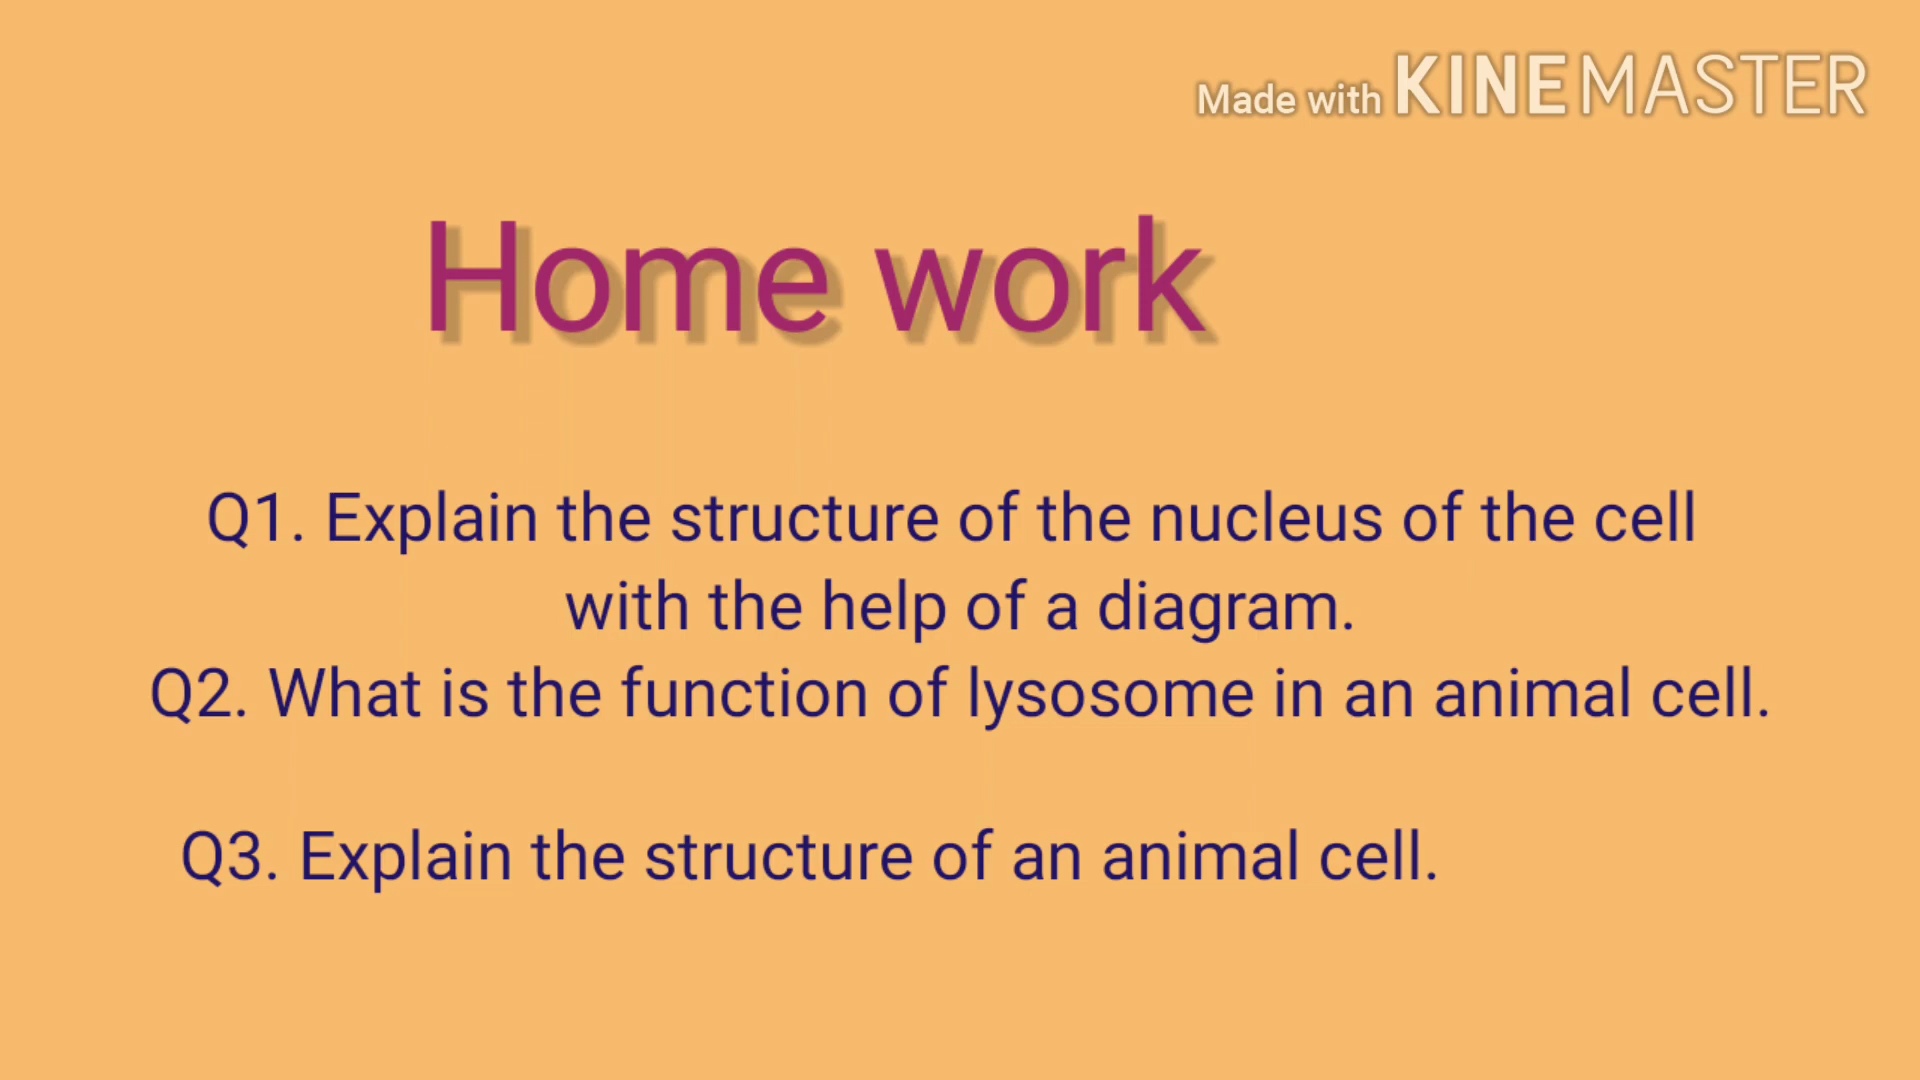 Made with KINEMASTER
Home work
Q1. Explain the structure of the nucleus of the cell
with the help of a diagram.
Q2. What is the function of lysosome in an animal cell.
Q3. Explain the structure of an animal cell.